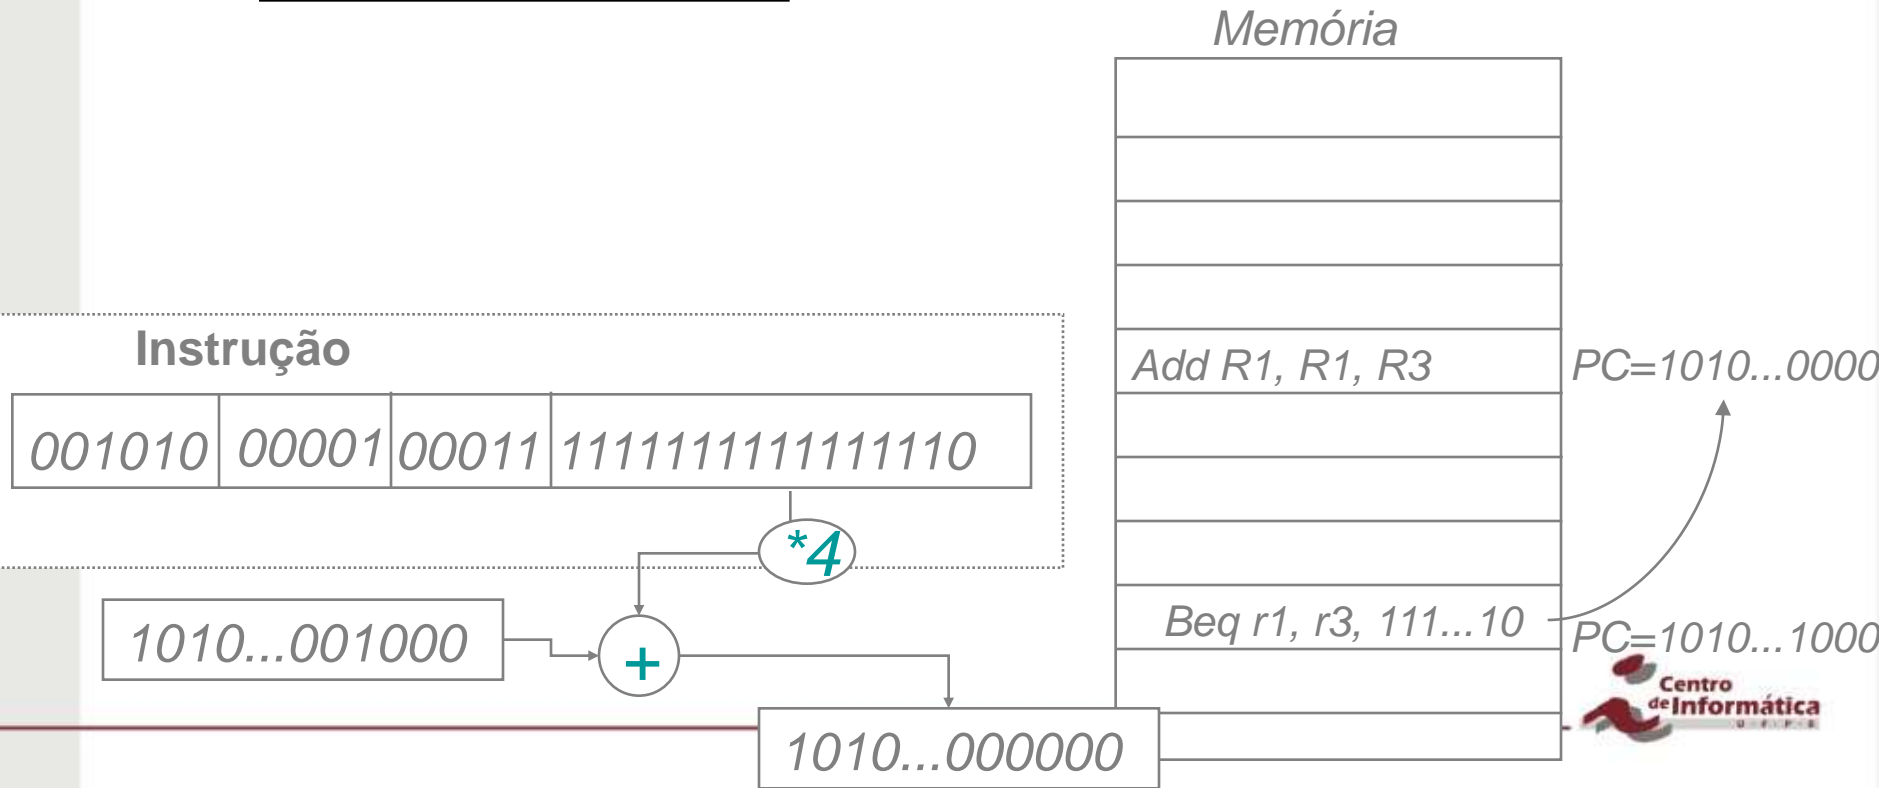 Memória
Add R1, R1, R3
PC=1010...0000
Instrução
001010 00001 00011 1111111111111110
*4
Beq r1, r3, 111...10
PC=1010...1000
1010...001000
+
1010...000000
Centro
de Informática
U F P E